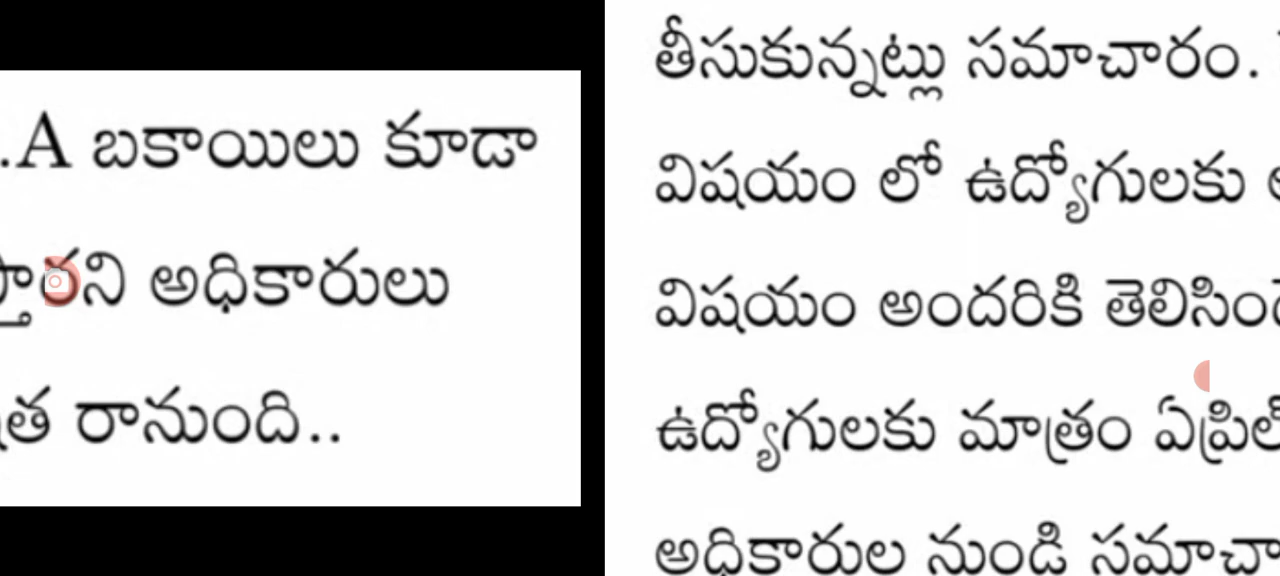 .A బకాయిలు కూడా
అధికారులు
రానుంది..
తీసుకున్నట్లు సమాచారం.
విషయం లో ఉద్యోగులకు
విషయం అందరికి
ఉద్యోగులకు మాత్రం
అధికారుల నుండి